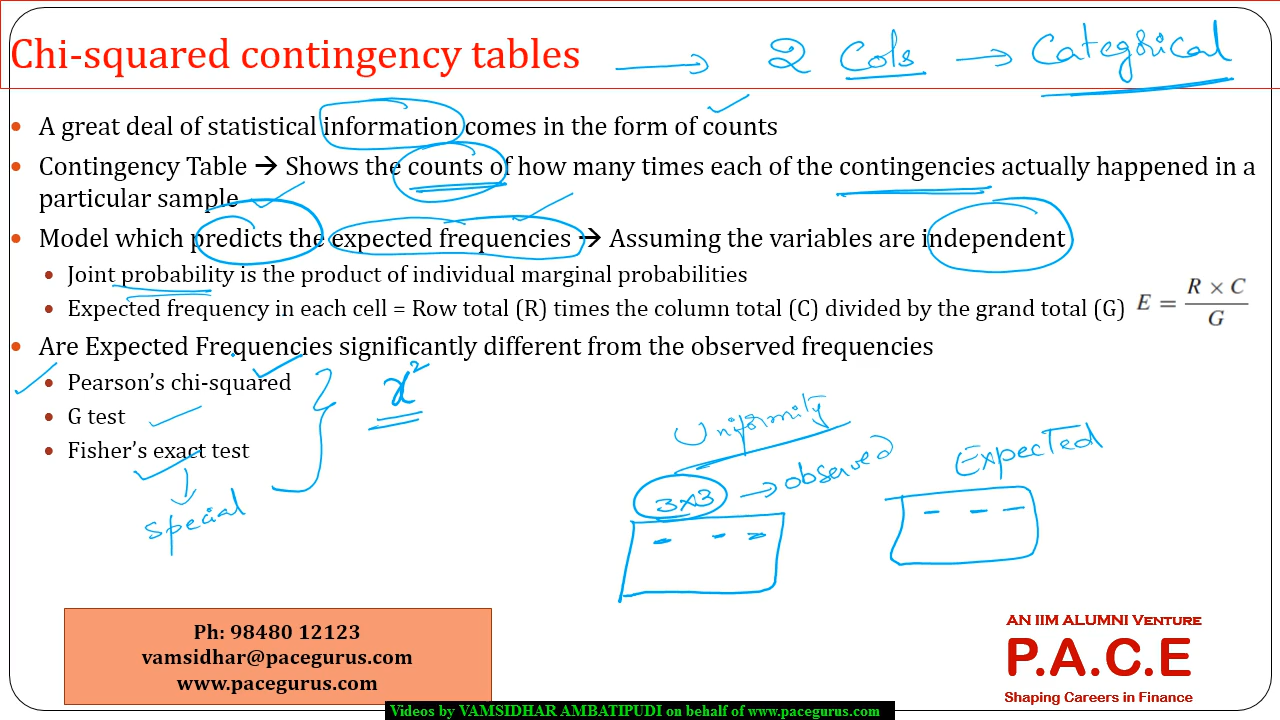 Chi-squared contingency tables → 2 Cols → Categorical
• A great deal of statistical information comes in the form of counts
• Contingency Table → Shows the counts of how many times each of the contingencies actually happened in a
particular sample
• Model which predicts the expected frequencies → Assuming the variables are independent
• Joint probability is the product of individual marginal probabilities
• Expected frequency in each cell = Row total (R) times the column total (C) divided by the grand total (G) E = R × C / G
• Are Expected Frequencies significantly different from the observed frequencies
• Pearson's chi-squared
• G test
• Fisher's exact test
x²
special
Uniformity
3x3 → observed
Expected
Ph: 98480 12123
vamsidhar@pacegurus.com
www.pacegurus.com
AN IIM ALUMNI VENTURE
P.A.C.E
Shaping Careers in Finance
Videos by VAMSIDHAR AMBATIPUDI on behalf of www.pacegurus.com